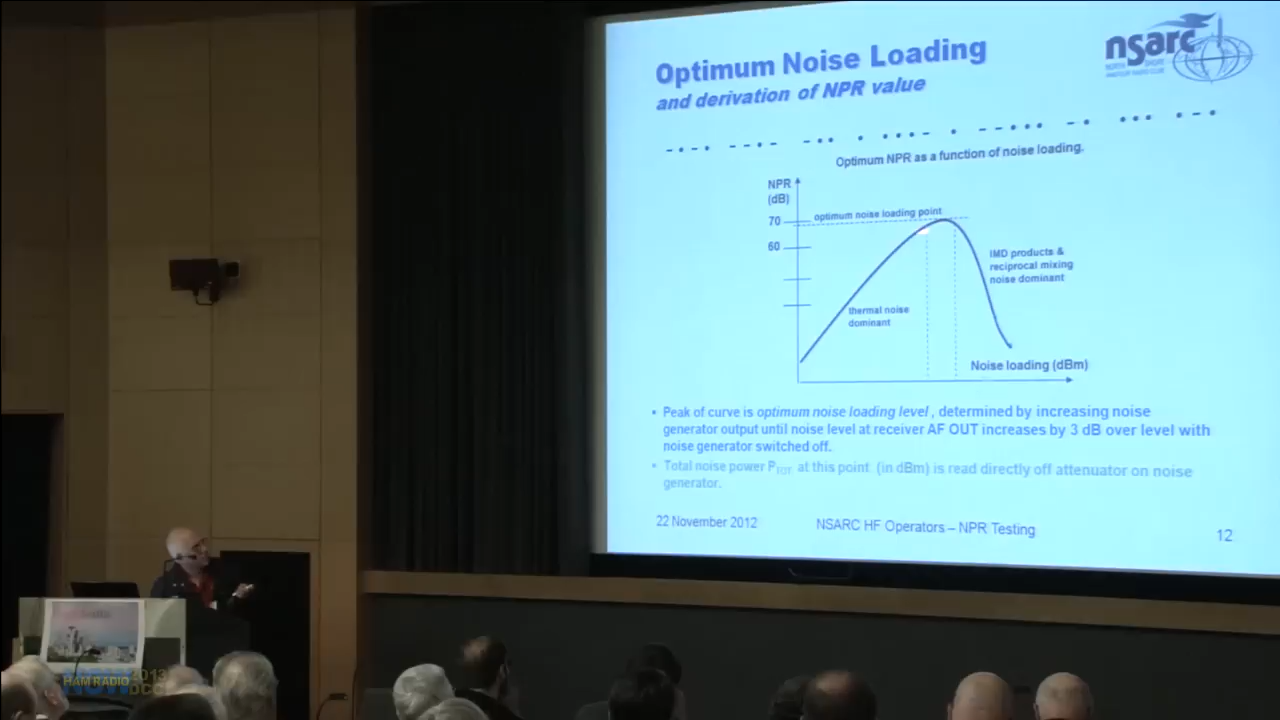 Optimum Noise Loading
and derivation of NPR value
nsarc
Optimum NPR as a function of noise loading.
NPR
(dB)
70
60
optimum noise loading point
IMD products &
reciprocal mixing
noise dominant
thermal noise
dominant
Noise loading (dBm)
• Peak of curve is optimum noise loading level, determined by increasing noise
generator output until noise level at receiver AF OUT increases by 3 dB over level with
noise generator switched off.
• Total noise power PTOT at this point (in dBm) is read directly off attenuator on noise
generator.
22 November 2012
NSARC HF Operators – NPR Testing
12
HAM RADIO
NOW
2013
DCC